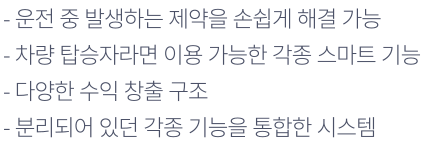 - 운전 중 발생하는 제약을 손쉽게 해결 가능
- 차량 탑승자라면 이용 가능한 각종 스마트 기능
- 다양한 수익 창출 구조
- 분리되어 있던 각종 기능을 통합한 시스템